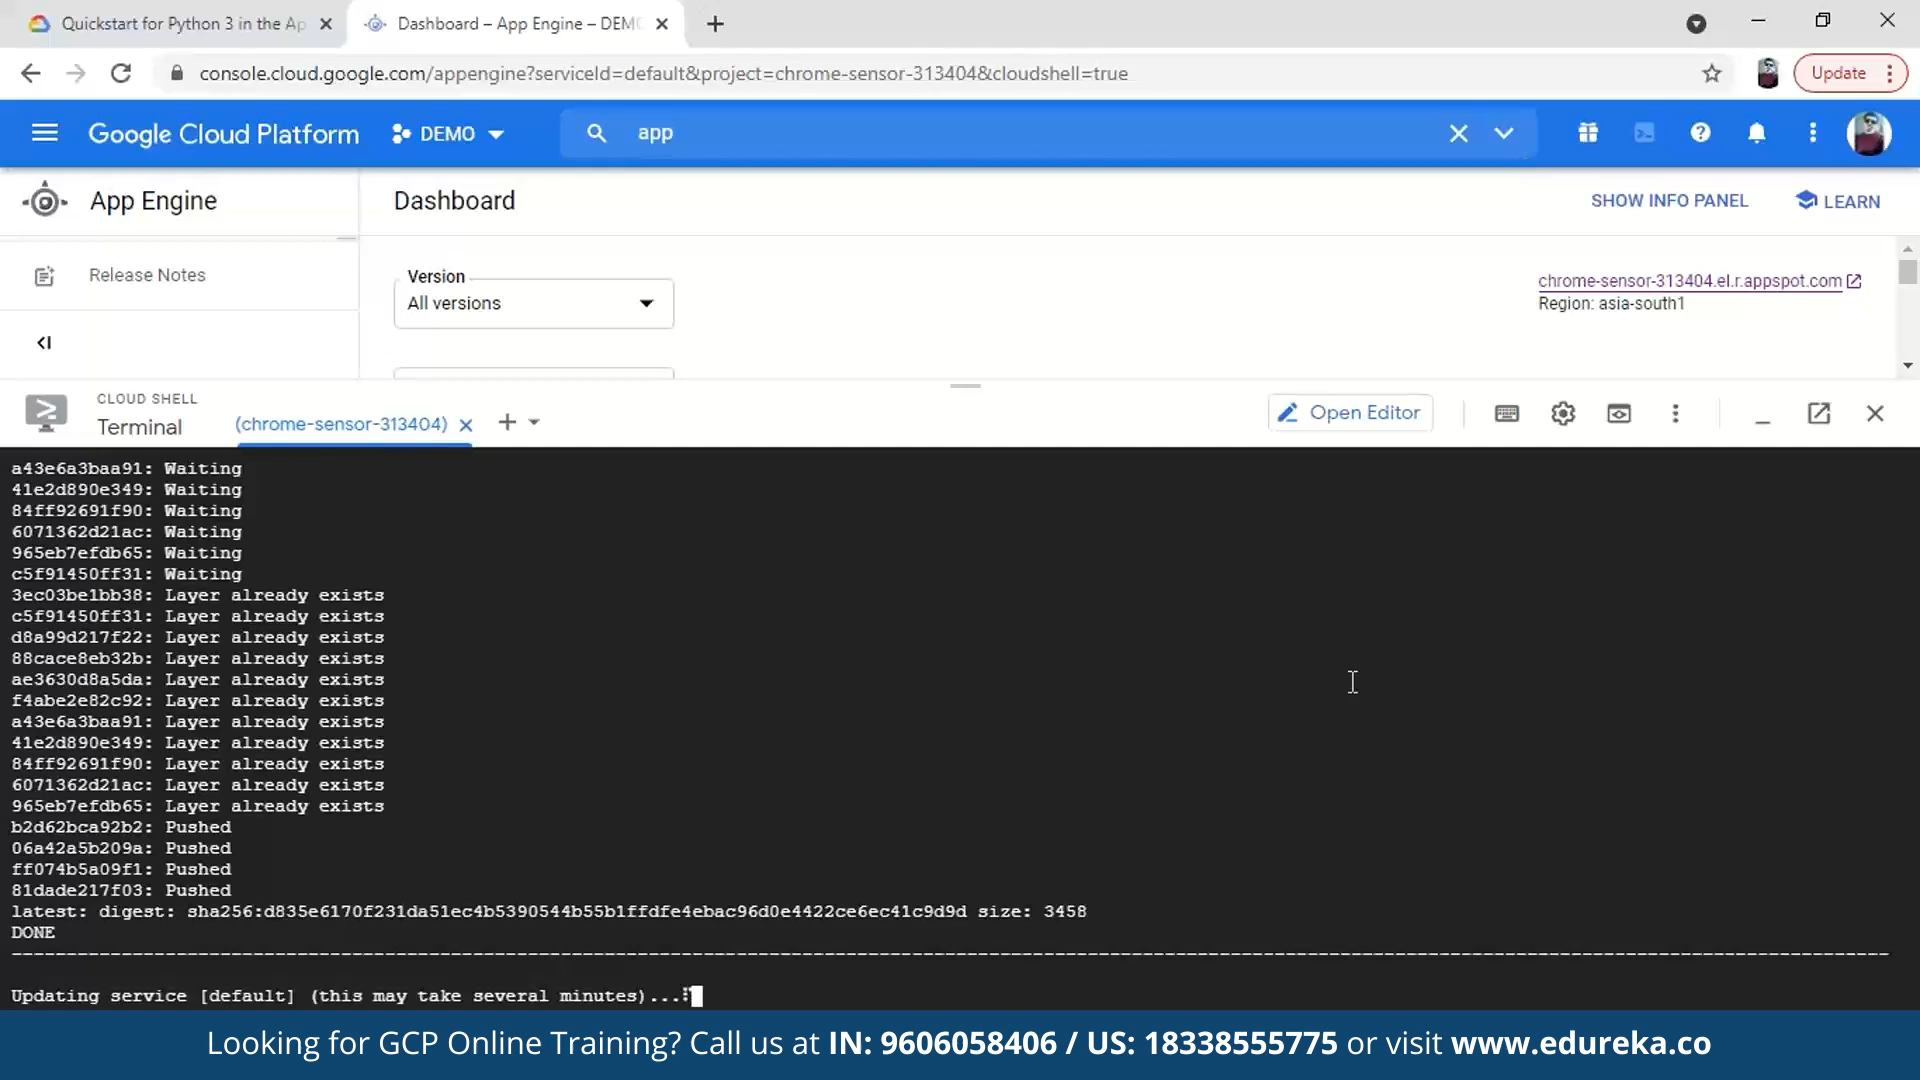 Quickstart for Python 3 in the Ap
Dashboard – App Engine – DEMO
console.cloud.google.com/appengine?serviceId=default&project=chrome-sensor-313404&cloudshell=true
Update
Google Cloud Platform
DEMO
app
App Engine
Dashboard
SHOW INFO PANEL
LEARN
Release Notes
Version
All versions
chrome-sensor-313404.el.r.appspot.com
Region: asia-south1
CLOUD SHELL
Terminal
(chrome-sensor-313404)
Open Editor
a43e6a3baa91: Waiting
41e2d890e349: Waiting
84ff92691f90: Waiting
6071362d21ac: Waiting
965eb7efdb65: Waiting
c5f91450ff31: Waiting
3ec03be1bb38: Layer already exists
c5f91450ff31: Layer already exists
d8a99d217f22: Layer already exists
88cace8eb32b: Layer already exists
ae3630d8a5da: Layer already exists
f4abe2e82c92: Layer already exists
a43e6a3baa91: Layer already exists
41e2d890e349: Layer already exists
84ff92691f90: Layer already exists
6071362d21ac: Layer already exists
965eb7efdb65: Layer already exists
b2d62bca92b2: Pushed
06a42a5b209a: Pushed
ff074b5a09f1: Pushed
81dade217f03: Pushed
latest: digest: sha256:d835e6170f231da51ec4b5390544b55b1ffdfe4ebac96d0e4422ce6ec41c9d9d size: 3458
DONE
Updating service [default] (this may take several minutes)...
Looking for GCP Online Training? Call us at IN: 9606058406 / US: 18338555775 or visit www.edureka.co